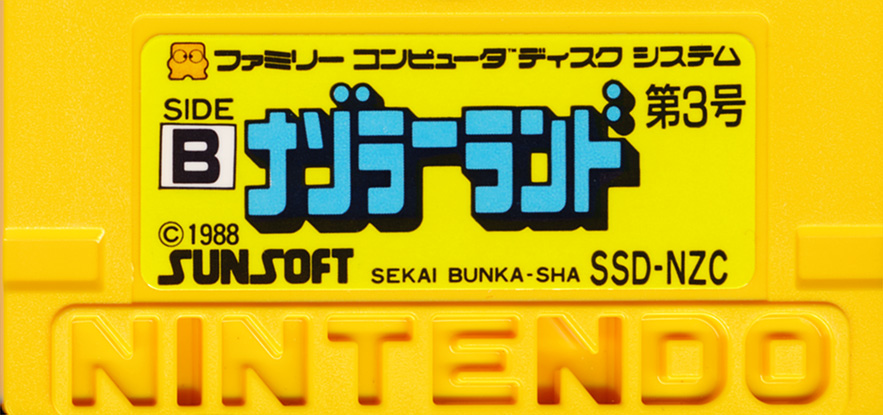 ファミリー コンピュータ™ディスク システム
SIDE
B
ナゾラーランド
第3号
©1988
SUNSOFT SEKAI BUNKA-SHA SSD-NZC
NINTENDO